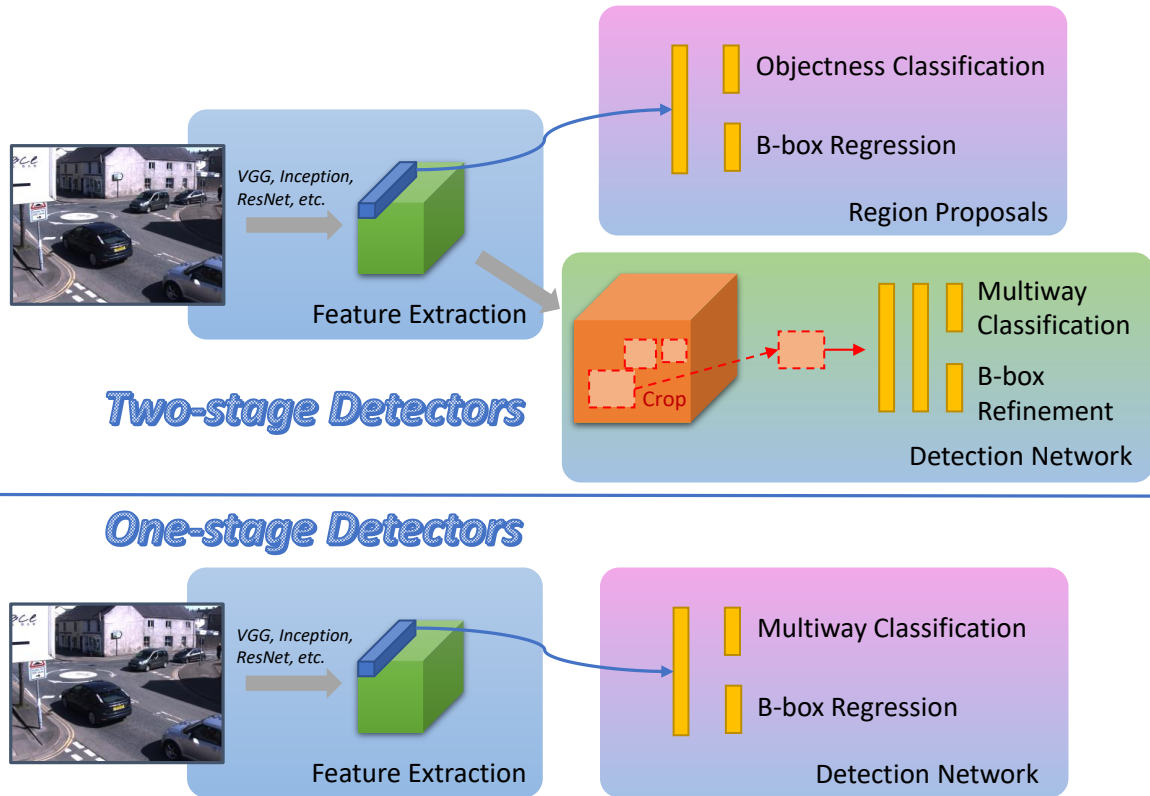 Objectness Classification
B-box Regression
Region Proposals
VGG, Inception,
ResNet, etc.
Feature Extraction
Multiway
Classification
B-box
Refinement
Crop
Detection Network
Two-stage Detectors
One-stage Detectors
VGG, Inception,
ResNet, etc.
Feature Extraction
Multiway Classification
B-box Regression
Detection Network